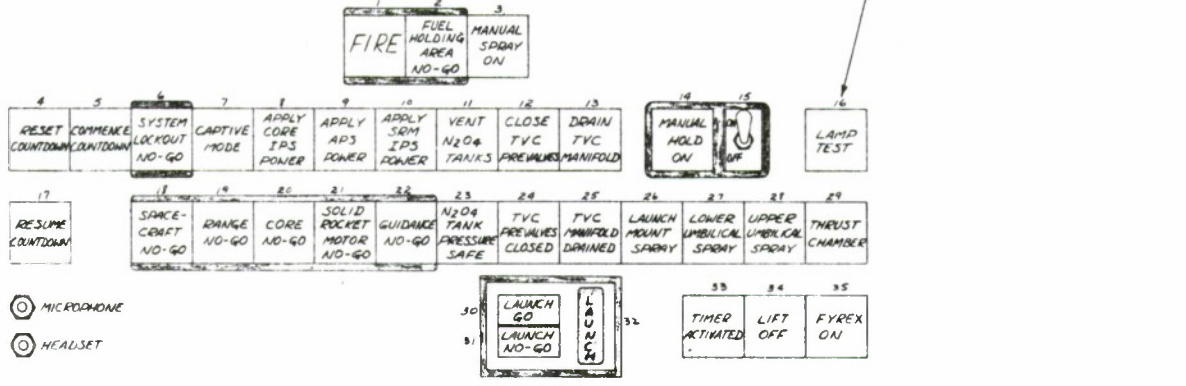 1 2 3
FIRE
FUEL
HOLDING
AREA
NO-GO
MANUAL
SPRAY
ON
4 5 6 7 8 9 10 11 12 13 14 15 16
RESET
COUNTDOWN
COMMENCE
COUNTDOWN
SYSTEM
LOCKOUT
NO-GO
CAPTIVE
MODE
APPLY
CORE
IPS
POWER
APPLY
APS
POWER
APPLY
SRM
IPS
POWER
VENT
N2O4
TANKS
CLOSE
TVC
PREVALVES
DRAIN
TVC
MANIFOLD
MANUAL
HOLD
ON
ON
OFF
LAMP
TEST
17 18 19 20 21 22 23 24 25 26 27 28 29
RESUME
COUNTDOWN
SPACE-
CRAFT
NO-GO
RANGE
NO-GO
CORE
NO-GO
SOLID
ROCKET
MOTOR
NO-GO
GUIDANCE
NO-GO
N2O4
TANK
PRESSURE
SAFE
TVC
PREVALVES
CLOSED
TVC
MANIFOLD
DRAINED
LAUNCH
MOUNT
SPRAY
LOWER
UMBILICAL
SPRAY
UPPER
UMBILICAL
SPRAY
THRUST
CHAMBER
MICROPHONE
HEADSET
30
LAUNCH
GO
31
LAUNCH
NO-GO
LAUNCH
32
33 34 35
TIMER
ACTIVATED
LIFT
OFF
FYREX
ON